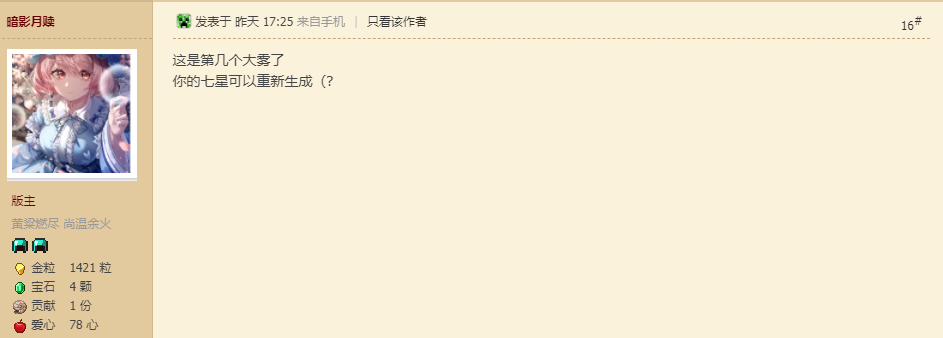 暗影月赎
发表于 昨天 17:25 来自手机 | 只看该作者
16#
这是第几个大雾了
你的七星可以重新生成（?
版主
黄粱燃尽 尚温余火
金粒 1421 粒
宝石 4 颗
贡献 1 份
爱心 78 心